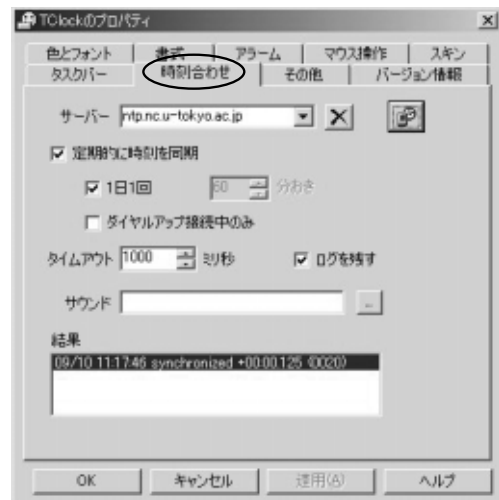 TClockのプロパティ
色とフォント 書式 アラーム マウス操作 スキン
タスクバー 時刻合わせ その他 バージョン情報
サーバー ntp.nc.u-tokyo.ac.jp
定期的に時刻を同期
1日1回 60 分おき
ダイヤルアップ接続中のみ
タイムアウト 1000 ミリ秒 ログを残す
サウンド ...
結果
09/10 11:17:46 synchronized +00:00.125 (0020)
OK キャンセル 適用(A) ヘルプ